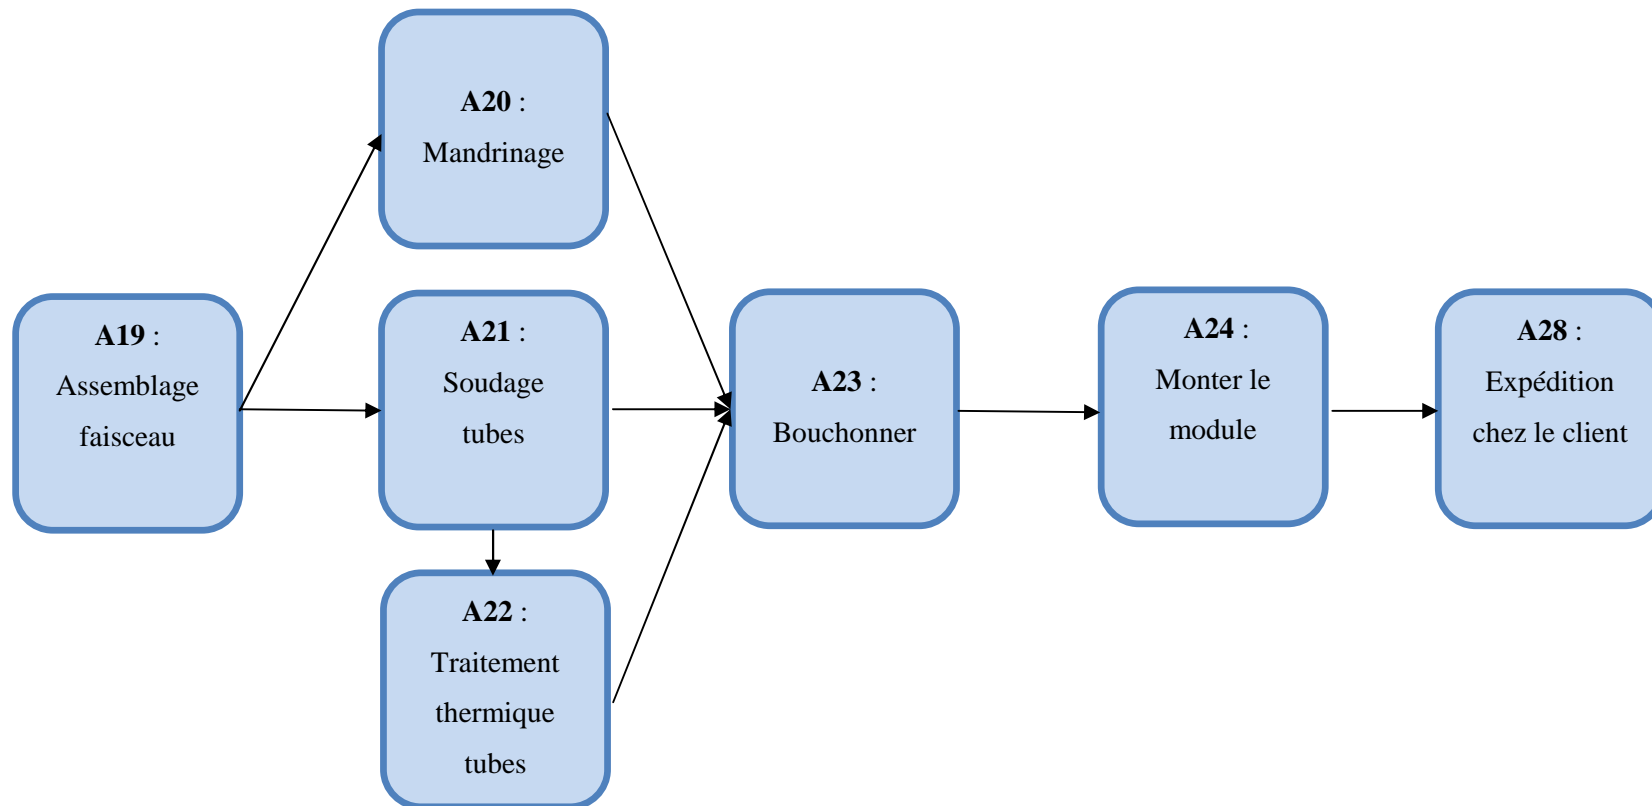 A20 :
Mandrinage
A19 :
Assemblage
faisceau
A21 :
Soudage
tubes
A22 :
Traitement
thermique
tubes
A23 :
Bouchonner
A24 :
Monter le
module
A28 :
Expédition
chez le client